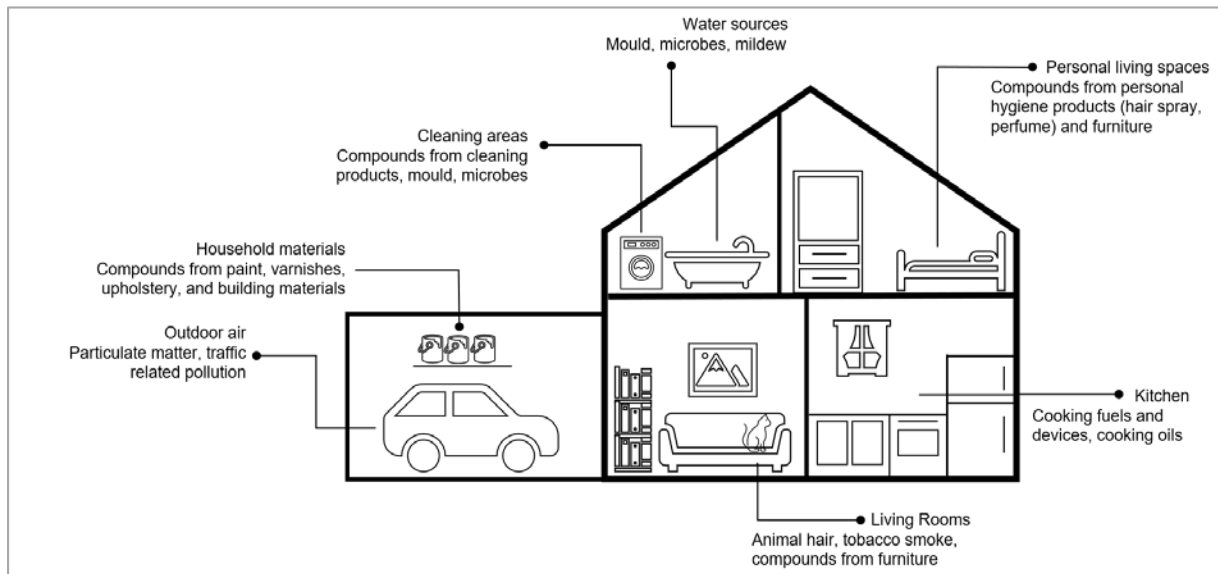 Water sources
Mould, microbes, mildew
Personal living spaces
Compounds from personal
hygiene products (hair spray,
perfume) and furniture
Cleaning areas
Compounds from cleaning
products, mould, microbes
Household materials
Compounds from paint, varnishes,
upholstery, and building materials
Outdoor air
Particulate matter, traffic
related pollution
Kitchen
Cooking fuels and
devices, cooking oils
Living Rooms
Animal hair, tobacco smoke,
compounds from furniture